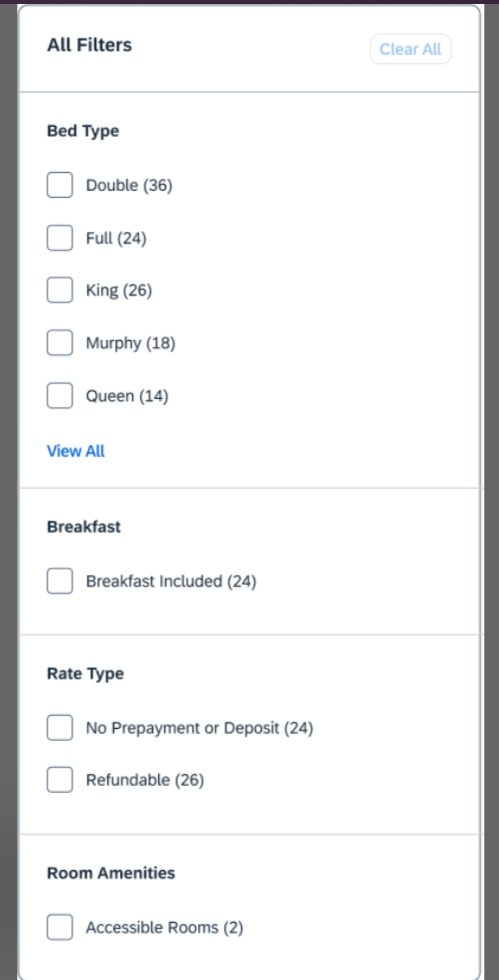 All Filters
Clear All
Bed Type
Double (36)
Full (24)
King (26)
Murphy (18)
Queen (14)
View All
Breakfast
Breakfast Included (24)
Rate Type
No Prepayment or Deposit (24)
Refundable (26)
Room Amenities
Accessible Rooms (2)